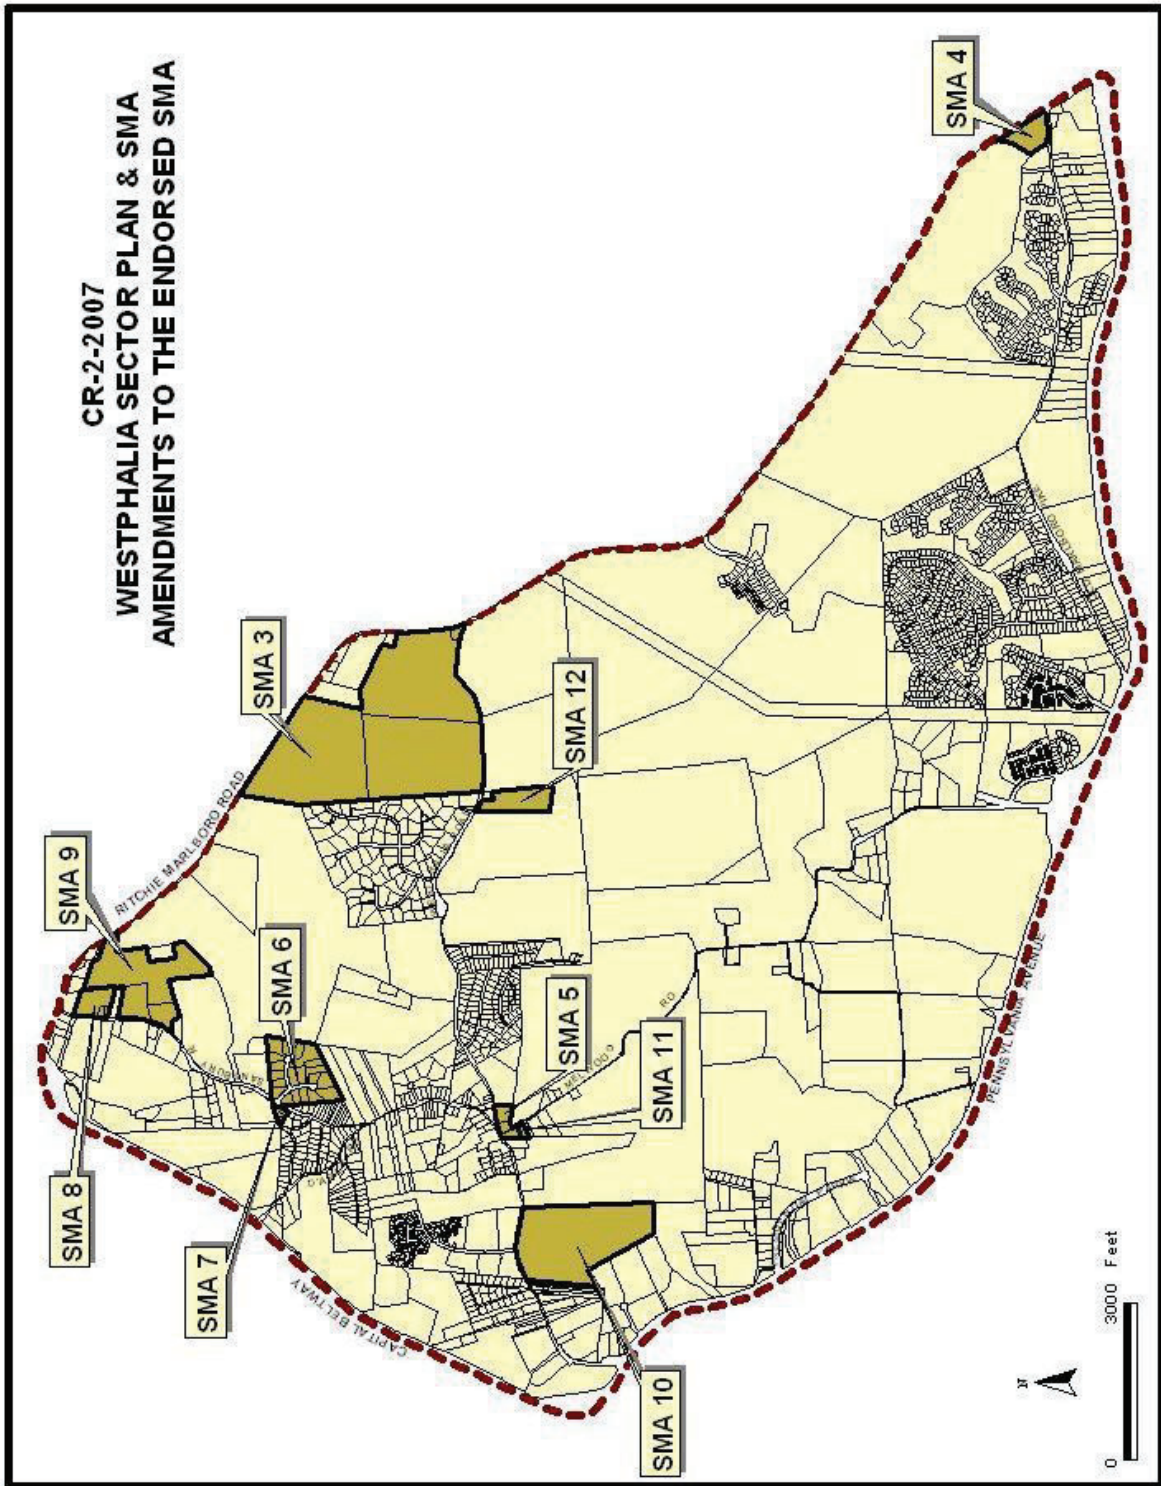 CR-2-2007
WESTPHALIA SECTOR PLAN & SMA
AMENDMENTS TO THE ENDORSED SMA
SMA 8
SMA 9
SMA 3
SMA 4
RITCHIE MARLBORO ROAD
SMA 7
SMA 6
SMA 12
CAPITAL BELTWAY
SMA 5
MELWOOD RD
SMA 11
SMA 10
PENNSYLVANIA AVENUE
N
0 3000 Feet